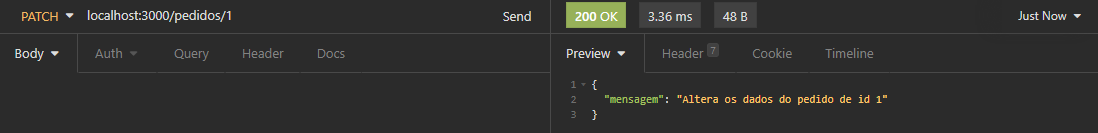 PATCH localhost:3000/pedidos/1 Send 200 OK 3.36 ms 48 B Just Now
Body Auth Query Header Docs Preview Header 7 Cookie Timeline
1 {
2 "mensagem": "Altera os dados do pedido de id 1"
3 }